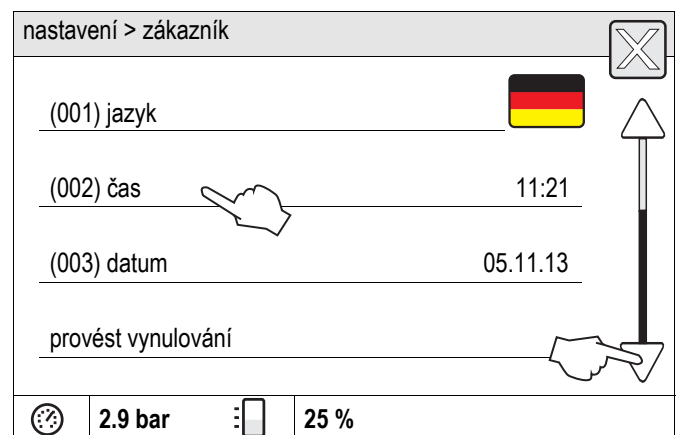 nastavení > zákazník
X
(001) jazyk
(002) čas 11:21
(003) datum 05.11.13
provést vynulování
2.9 bar 25 %